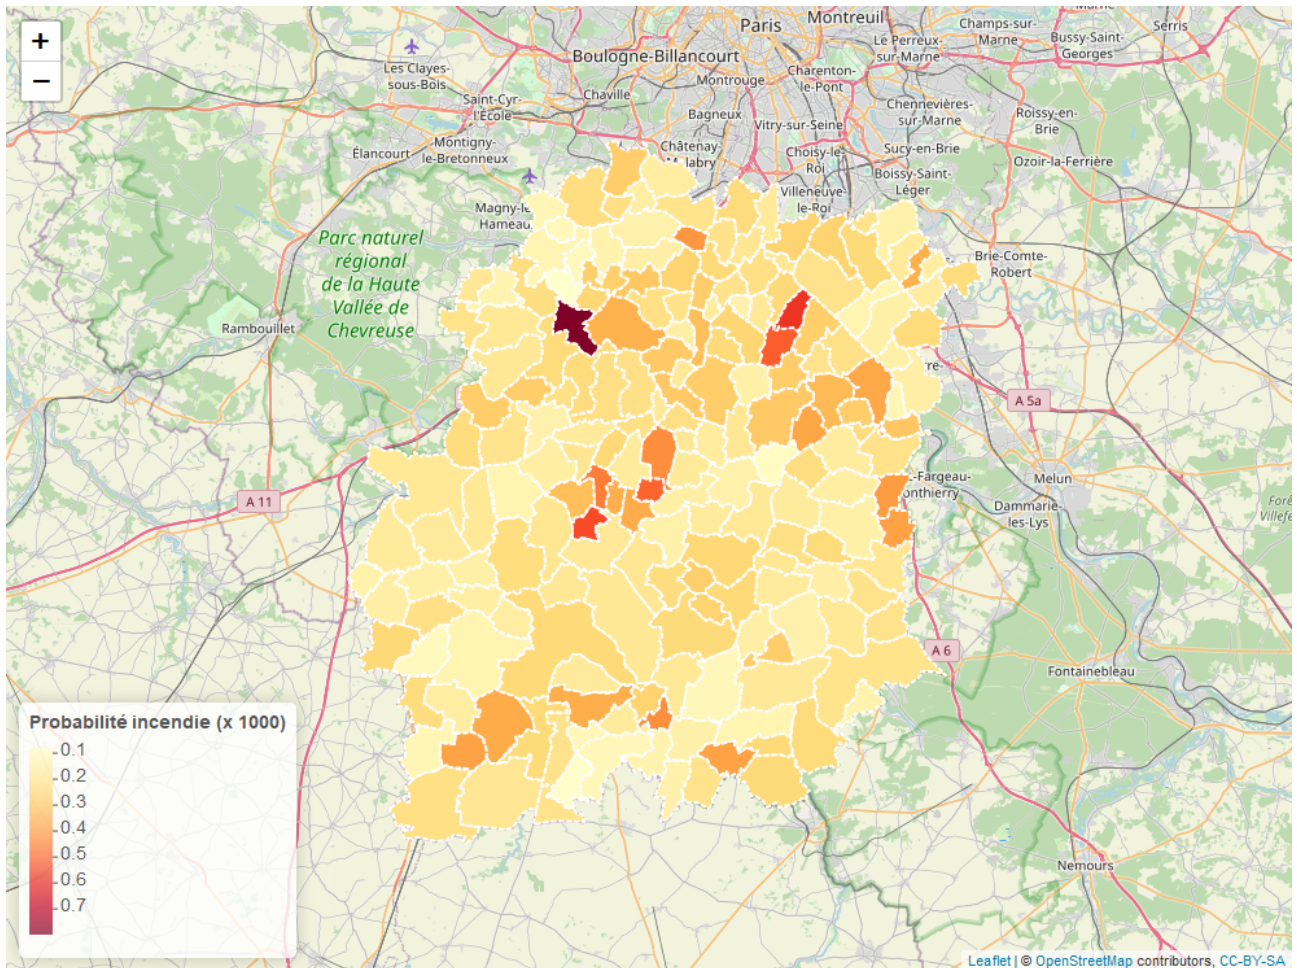 +
−
Paris
Montreuil
Marne
Serris
Champs-sur-
Marne
Bussy-Saint-
Georges
Le Perreux-
sur-Marne
Boulogne-Billancourt
Les Clayes-
sous-Bois
Montrouge
Charenton-
le-Pont
Chaville
Saint-Cyr-
l'École
Bagneux
Vitry-sur-Seine
Chennevières-
sur-Marne
Roissy-en-
Brie
Élancourt
Montigny-
le-Bretonneux
Châtenay-
Choisy-le-
Roi
Sucy-en-Brie
Ozoir-la-Ferrière
Boissy-Saint-
Léger
Villeneuve-
le-Roi
Magny-le-
Hameau
Parc naturel
régional
de la Haute
Vallée de
Chevreuse
Brie-Comte-
Robert
Rambouillet
A 5a
A 11
Melun
Dammarie-
les-Lys
A 6
Fontainebleau
Nemours
Probabilité incendie (x 1000)
0.1
0.2
0.3
0.4
0.5
0.6
0.7
Leaflet | © OpenStreetMap contributors, CC-BY-SA